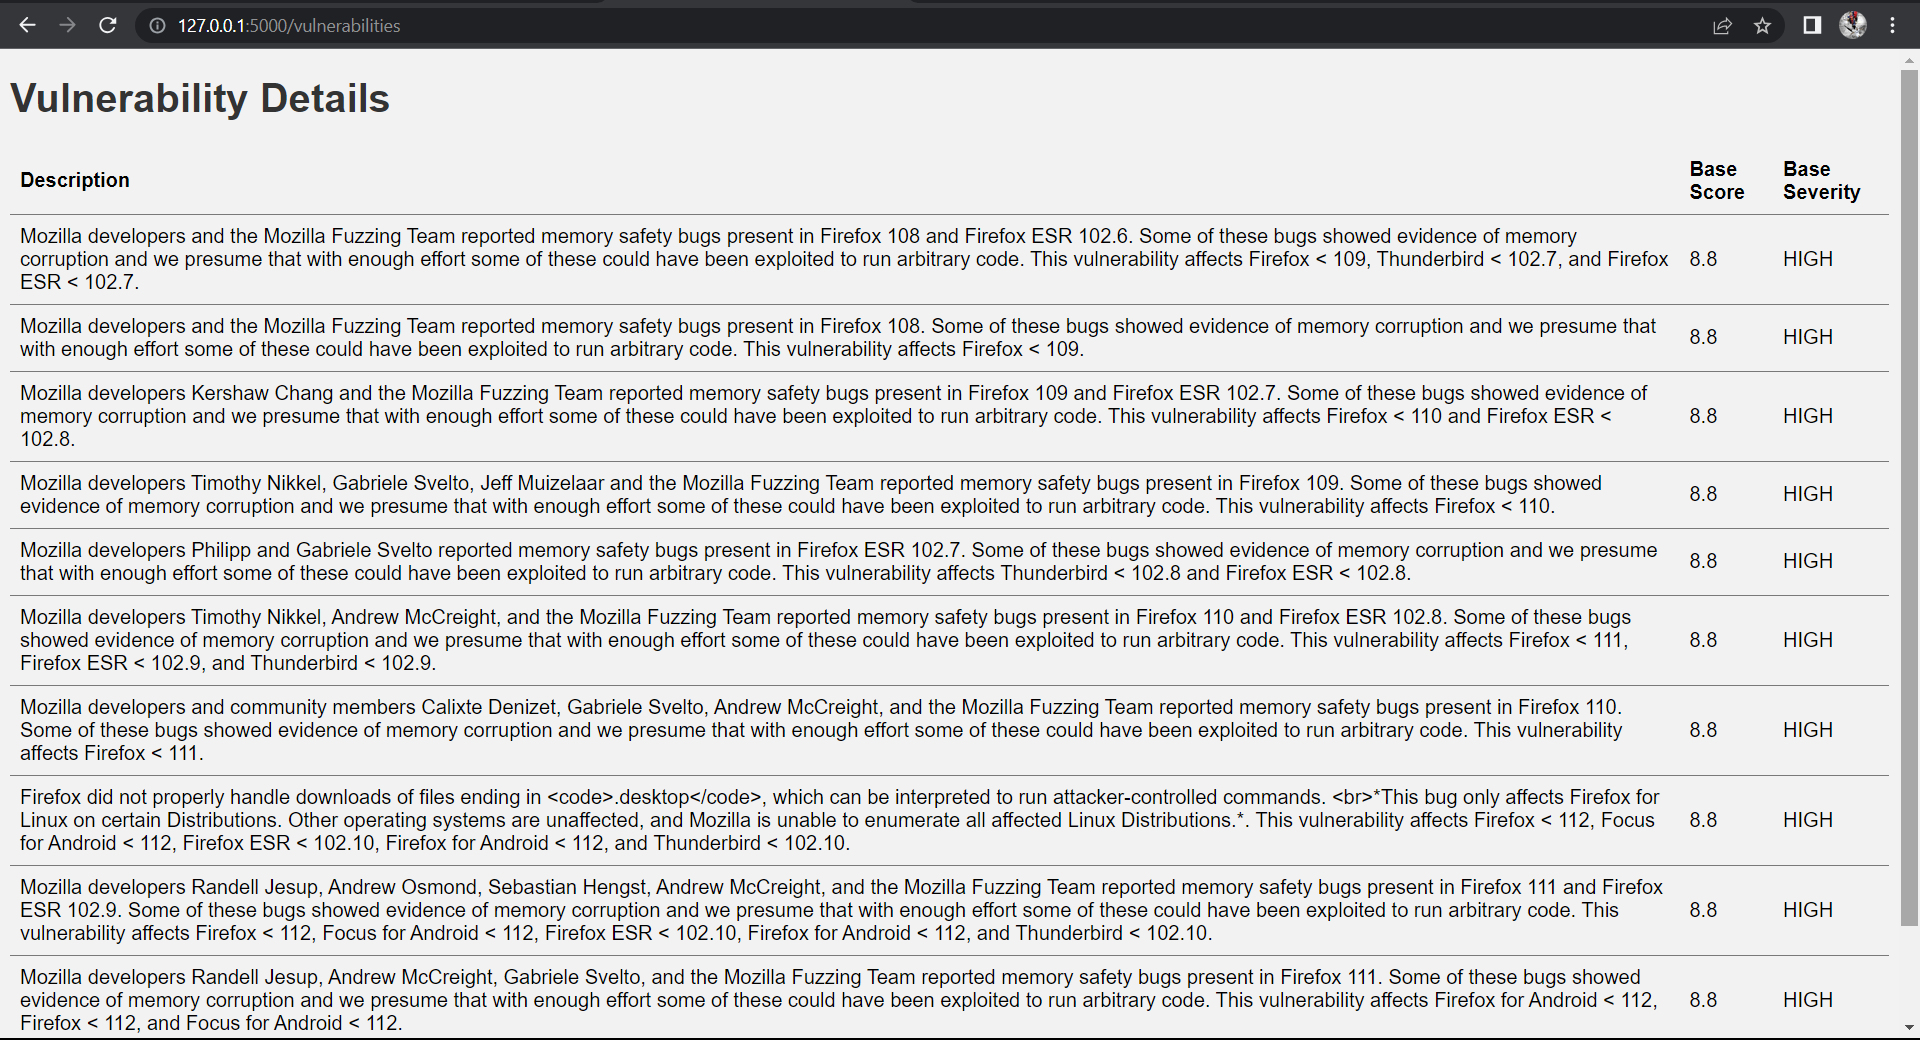 127.0.0.1:5000/vulnerabilities
Vulnerability Details
Description
Base
Score
Base
Severity
Mozilla developers and the Mozilla Fuzzing Team reported memory safety bugs present in Firefox 108 and Firefox ESR 102.6. Some of these bugs showed evidence of memory
corruption and we presume that with enough effort some of these could have been exploited to run arbitrary code. This vulnerability affects Firefox < 109, Thunderbird < 102.7, and Firefox
ESR < 102.7.
8.8
HIGH
Mozilla developers and the Mozilla Fuzzing Team reported memory safety bugs present in Firefox 108. Some of these bugs showed evidence of memory corruption and we presume that
with enough effort some of these could have been exploited to run arbitrary code. This vulnerability affects Firefox < 109.
8.8
HIGH
Mozilla developers Kershaw Chang and the Mozilla Fuzzing Team reported memory safety bugs present in Firefox 109 and Firefox ESR 102.7. Some of these bugs showed evidence of
memory corruption and we presume that with enough effort some of these could have been exploited to run arbitrary code. This vulnerability affects Firefox < 110 and Firefox ESR <
102.8.
8.8
HIGH
Mozilla developers Timothy Nikkel, Gabriele Svelto, Jeff Muizelaar and the Mozilla Fuzzing Team reported memory safety bugs present in Firefox 109. Some of these bugs showed
evidence of memory corruption and we presume that with enough effort some of these could have been exploited to run arbitrary code. This vulnerability affects Firefox < 110.
8.8
HIGH
Mozilla developers Philipp and Gabriele Svelto reported memory safety bugs present in Firefox ESR 102.7. Some of these bugs showed evidence of memory corruption and we presume
that with enough effort some of these could have been exploited to run arbitrary code. This vulnerability affects Thunderbird < 102.8 and Firefox ESR < 102.8.
8.8
HIGH
Mozilla developers Timothy Nikkel, Andrew McCreight, and the Mozilla Fuzzing Team reported memory safety bugs present in Firefox 110 and Firefox ESR 102.8. Some of these bugs
showed evidence of memory corruption and we presume that with enough effort some of these could have been exploited to run arbitrary code. This vulnerability affects Firefox < 111,
Firefox ESR < 102.9, and Thunderbird < 102.9.
8.8
HIGH
Mozilla developers and community members Calixte Denizet, Gabriele Svelto, Andrew McCreight, and the Mozilla Fuzzing Team reported memory safety bugs present in Firefox 110.
Some of these bugs showed evidence of memory corruption and we presume that with enough effort some of these could have been exploited to run arbitrary code. This vulnerability
affects Firefox < 111.
8.8
HIGH
Firefox did not properly handle downloads of files ending in <code>.desktop</code>, which can be interpreted to run attacker-controlled commands. <br>*This bug only affects Firefox for
Linux on certain Distributions. Other operating systems are unaffected, and Mozilla is unable to enumerate all affected Linux Distributions.*. This vulnerability affects Firefox < 112, Focus
for Android < 112, Firefox ESR < 102.10, Firefox for Android < 112, and Thunderbird < 102.10.
8.8
HIGH
Mozilla developers Randell Jesup, Andrew Osmond, Sebastian Hengst, Andrew McCreight, and the Mozilla Fuzzing Team reported memory safety bugs present in Firefox 111 and Firefox
ESR 102.9. Some of these bugs showed evidence of memory corruption and we presume that with enough effort some of these could have been exploited to run arbitrary code. This
vulnerability affects Firefox < 112, Focus for Android < 112, Firefox ESR < 102.10, Firefox for Android < 112, and Thunderbird < 102.10.
8.8
HIGH
Mozilla developers Randell Jesup, Andrew McCreight, Gabriele Svelto, and the Mozilla Fuzzing Team reported memory safety bugs present in Firefox 111. Some of these bugs showed
evidence of memory corruption and we presume that with enough effort some of these could have been exploited to run arbitrary code. This vulnerability affects Firefox for Android < 112,
Firefox < 112, and Focus for Android < 112.
8.8
HIGH